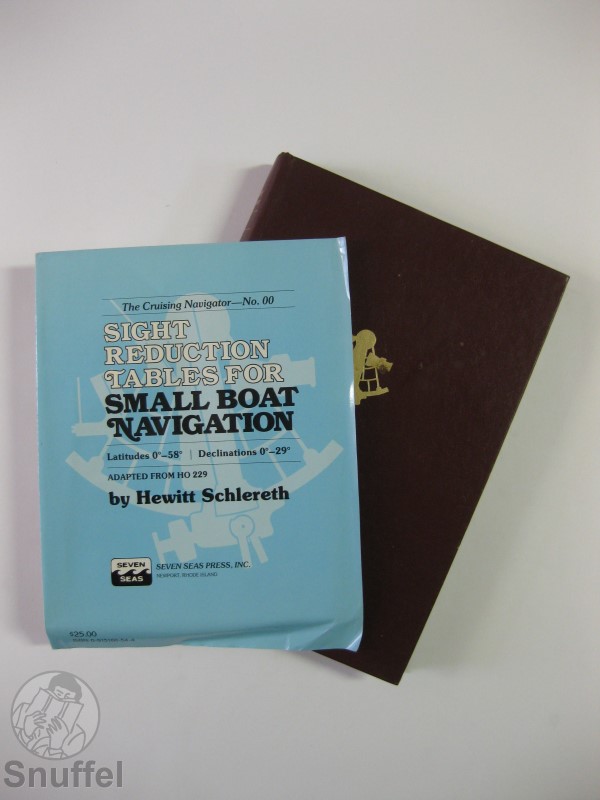 The Cruising Navigator—No. 00
SIGHT
REDUCTION
TABLES FOR
SMALL BOAT
NAVIGATION
Latitudes 0°–58° | Declinations 0°–29°
ADAPTED FROM HO 229
by Hewitt Schlereth
SEVEN
SEAS
SEVEN SEAS PRESS, INC.
NEWPORT, RHODE ISLAND
$25.00
Snuffel